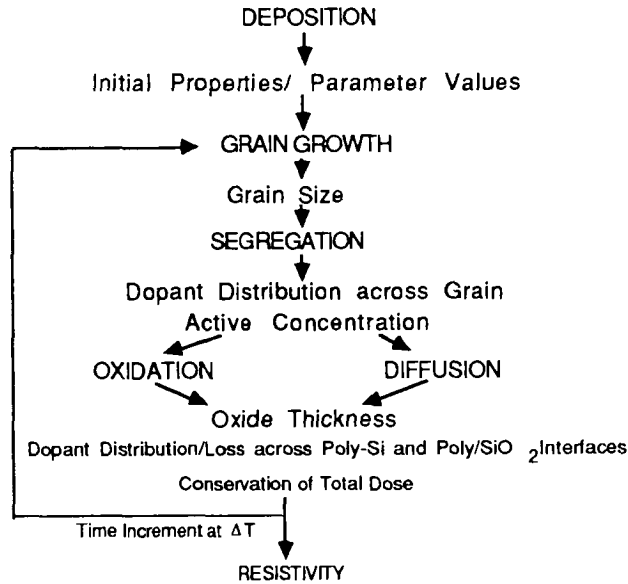 DEPOSITION
Initial Properties/ Parameter Values
GRAIN GROWTH
Grain Size
SEGREGATION
Dopant Distribution across Grain
Active Concentration
OXIDATION
DIFFUSION
Oxide Thickness
Dopant Distribution/Loss across Poly-Si and Poly/SiO 2 Interfaces
Conservation of Total Dose
Time Increment at ΔT
RESISTIVITY